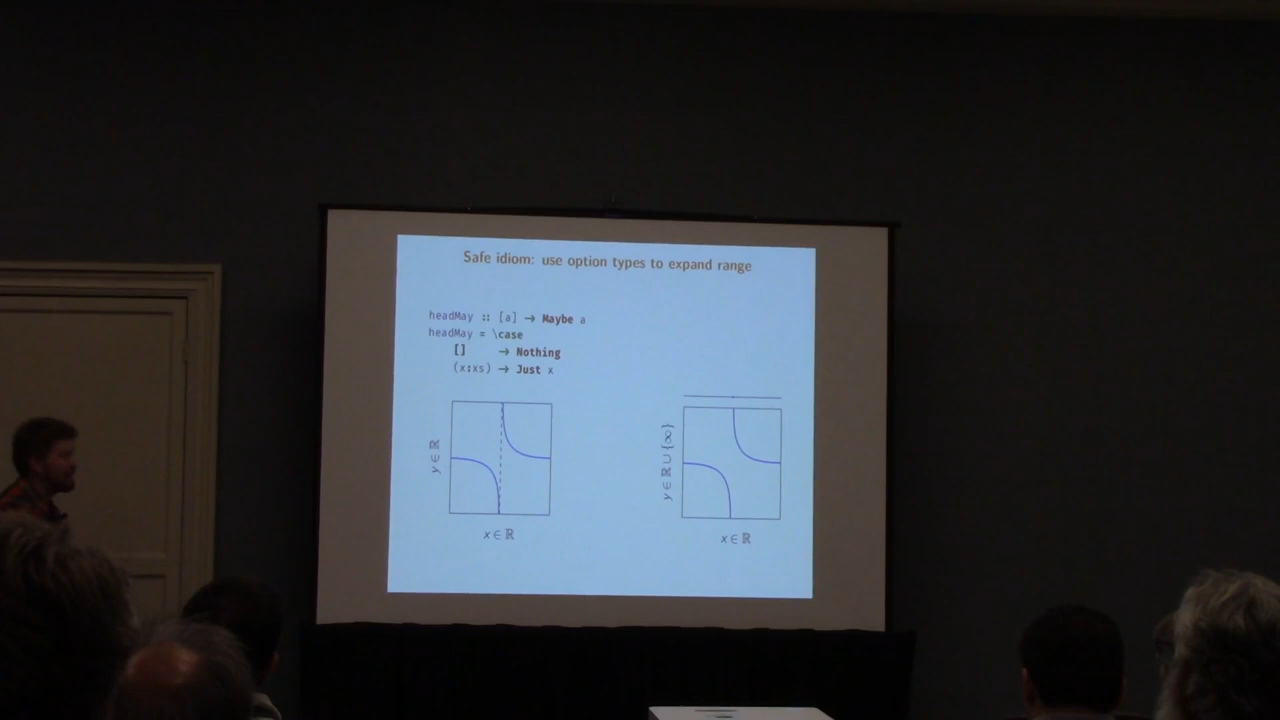 Safe idiom: use option types to expand range
headMay :: [a] → Maybe a
headMay = \case
[] → Nothing
(x:xs) → Just x
y ∈ ℝ
x ∈ ℝ
y ∈ ℝ ∪ {∞}
x ∈ ℝ